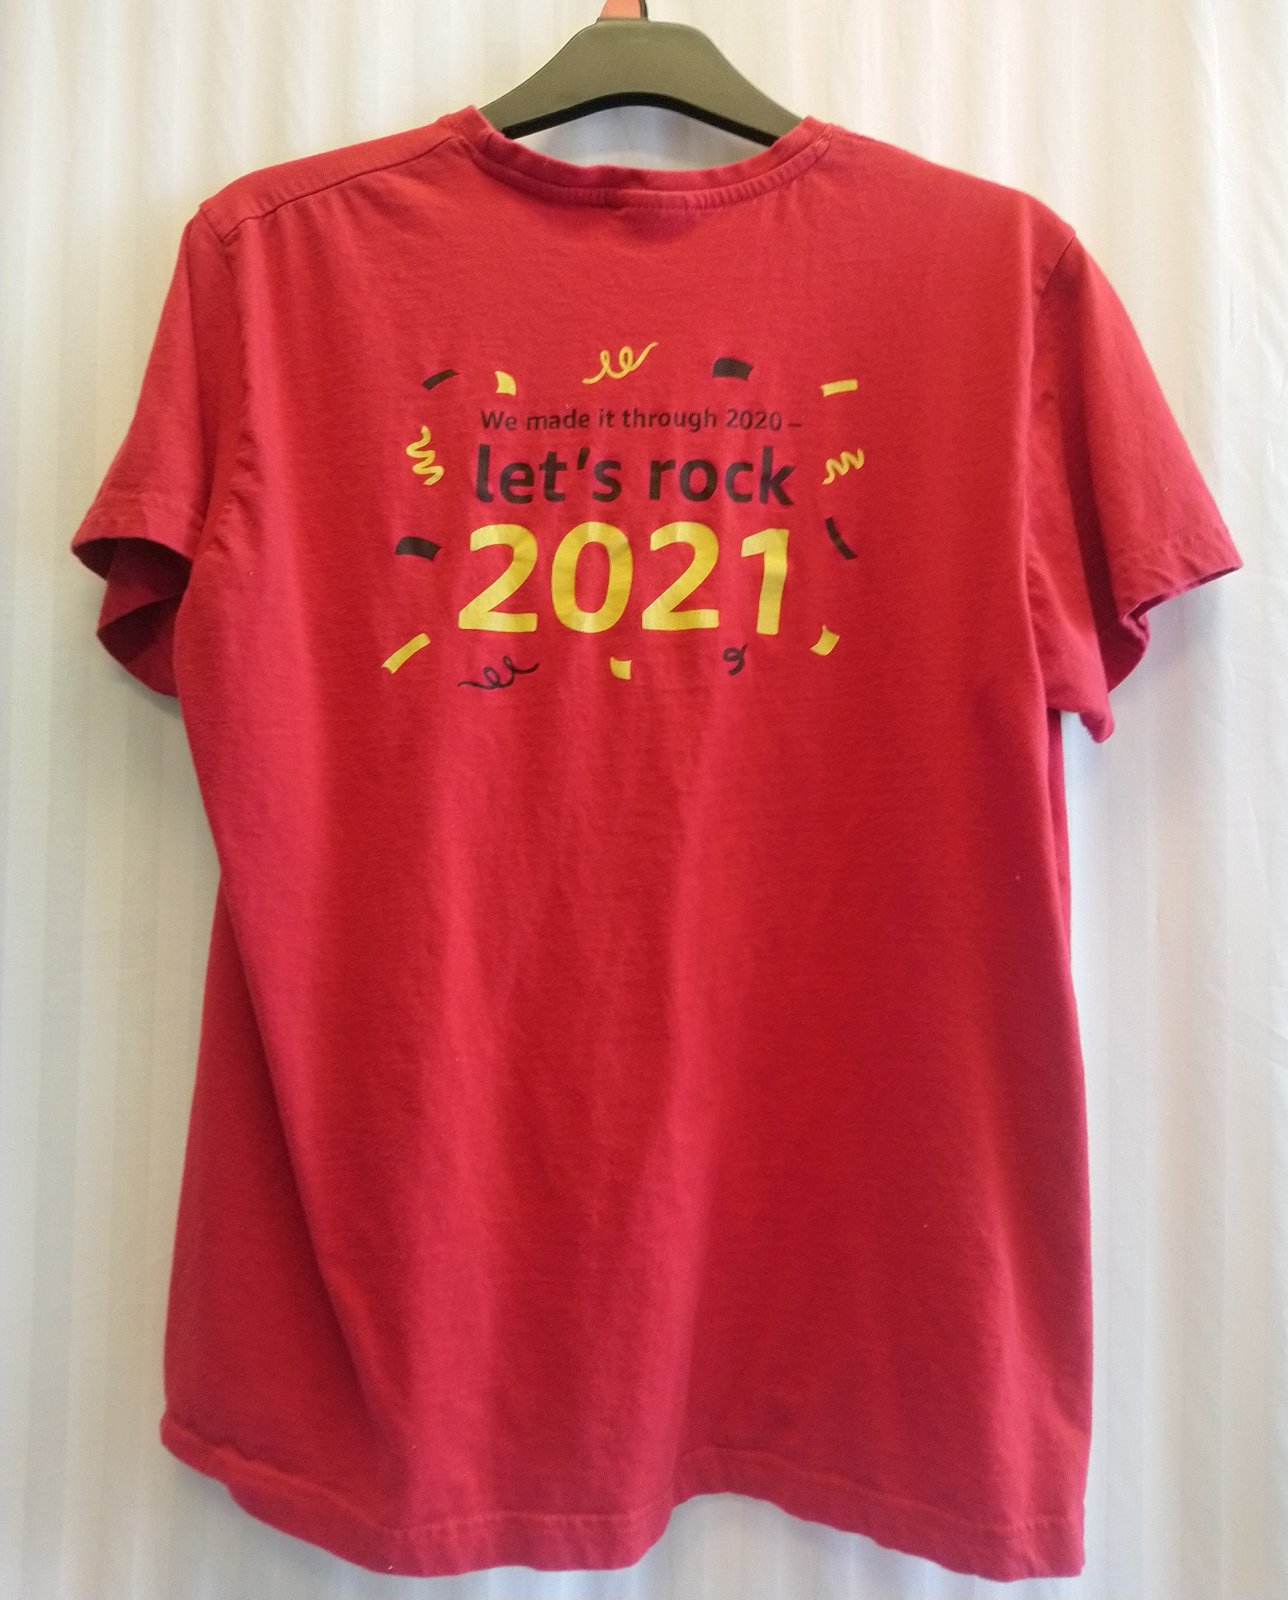 We made it through 2020 –
let's rock
2021